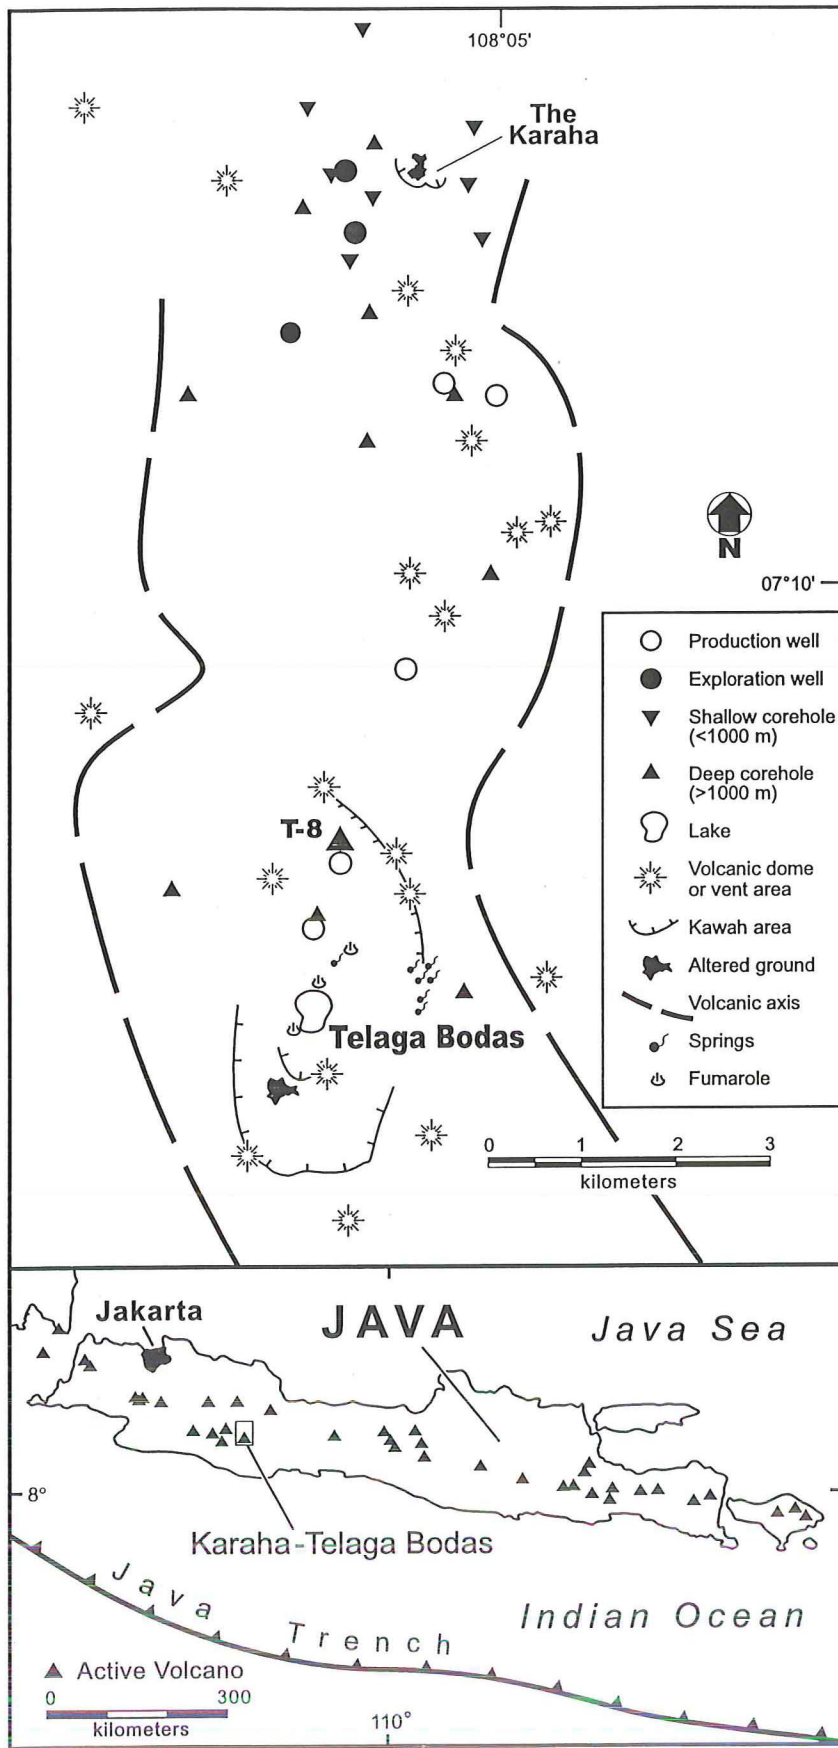 108°05'
The
Karaha
N
07°10'
Production well
Exploration well
Shallow corehole
(<1000 m)
Deep corehole
(>1000 m)
Lake
Volcanic dome
or vent area
Kawah area
Altered ground
Volcanic axis
Springs
Fumarole
T-8
Telaga Bodas
0 1 2 3
kilometers
Jakarta
JAVA
Java Sea
8°
Karaha-Telaga Bodas
Java Trench
Indian Ocean
Active Volcano
0 300
kilometers
110°